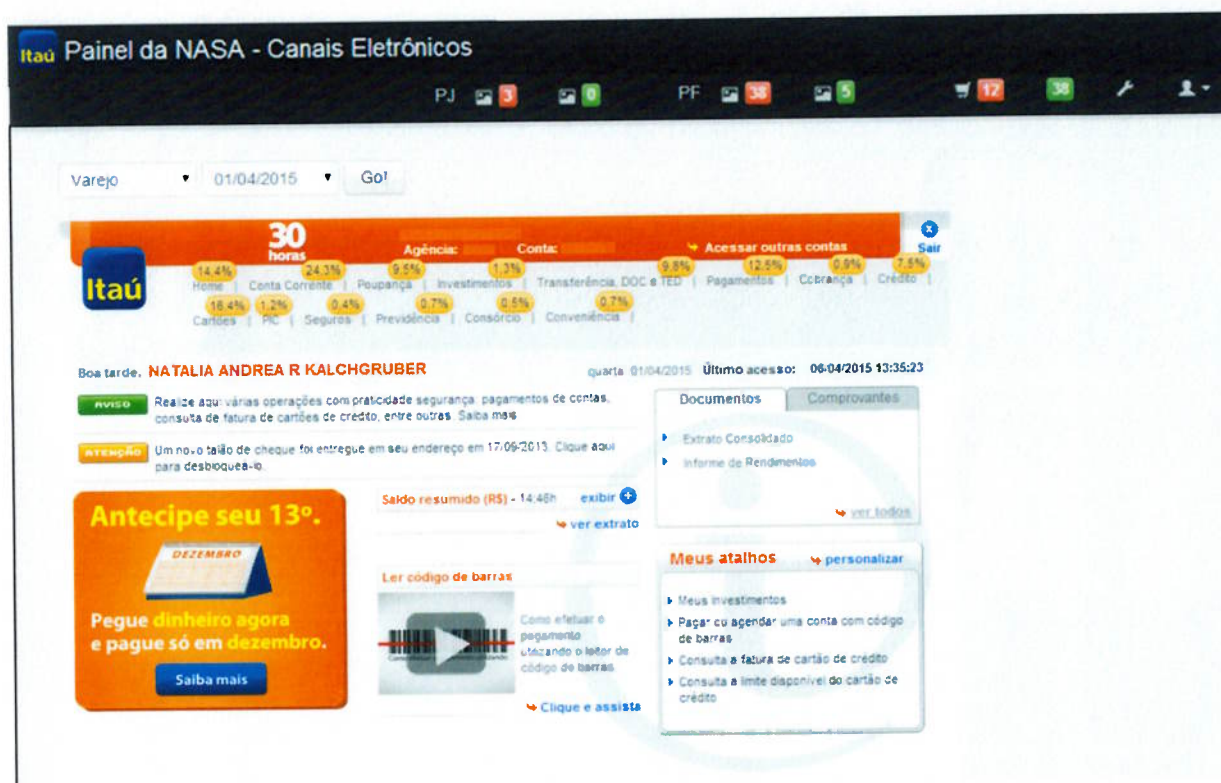 Itaú Painel da NASA - Canais Eletrônicos
PJ 3 0 PF 38 5 12 38
Varejo 01/04/2015 Go!
30 horas
Agência: Conta: Acessar outras contas Sair
Itaú
14,4% 24,3% 9,5% 1,3% 9,8% 12,5% 0,9% 7,5%
Home | Conta Corrente | Poupança | Investimentos | Transferência, DOC e TED | Pagamentos | Cobrança | Crédito |
18,4% 1,2% 0,4% 0,7% 0,5% 0,7%
Cartões | PIC | Seguros | Previdência | Consórcio | Conveniência |
Boa tarde, NATALIA ANDREA R KALCHGRUBER
quarta 01/04/2015 Último acesso: 06/04/2015 13:35:23
AVISO
Realize aqui várias operações com praticidade segurança: pagamentos de contas,
consulta de fatura de cartões de crédito, entre outras. Saiba mais
ATENÇÃO
Um novo talão de cheque foi entregue em seu endereço em 17/09/2013. Clique aqui
para desbloqueá-lo.
Documentos Comprovantes
Extrato Consolidado
Informe de Rendimentos
ver todos
Antecipe seu 13º.
DEZEMBRO
Pegue dinheiro agora
e pague só em dezembro.
Saiba mais
Saldo resumido (R$) - 14:46h exibir
ver extrato
Ler código de barras
Como efetuar o
pagamento
utilizando o leitor de
código de barras
Clique e assista
Meus atalhos personalizar
Meus investimentos
Pagar ou agendar uma conta com código
de barras
Consulta a fatura de cartão de crédito
Consulta a limite disponível do cartão de
crédito